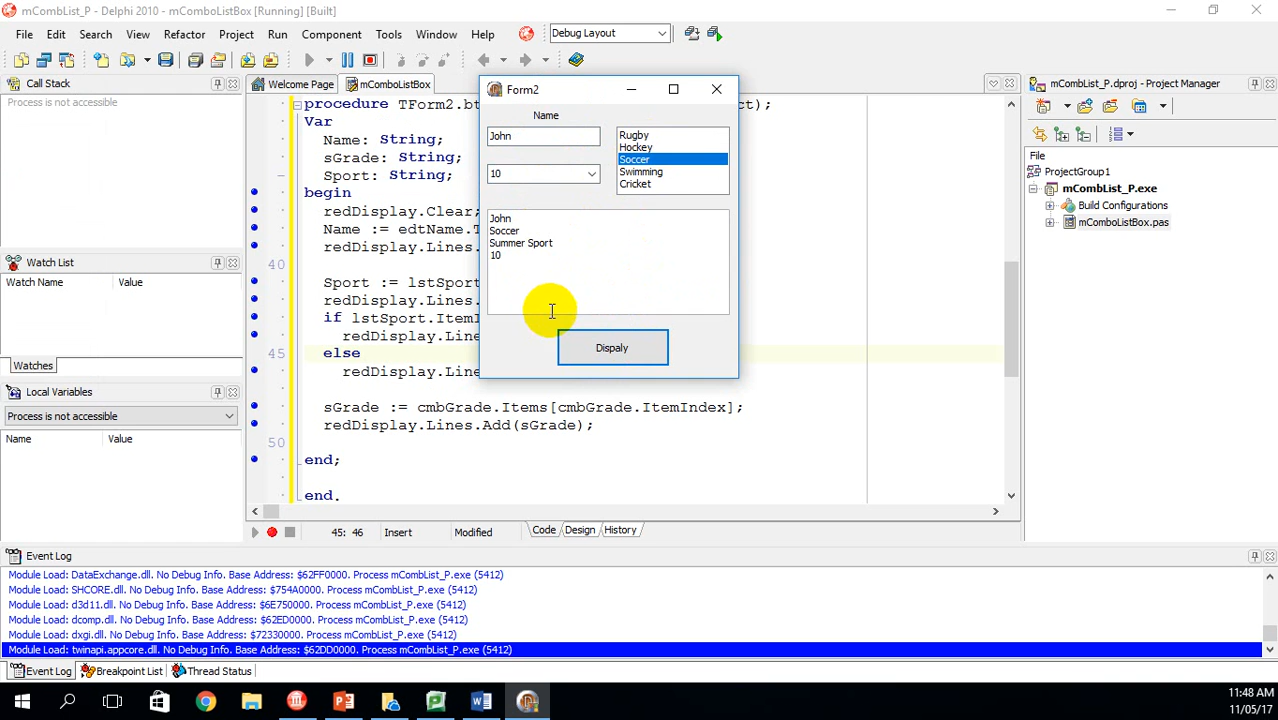 mCombList_P - Delphi 2010 [Running] [Built]
File Edit Search View Refactor Project Run Component Tools Window Help Debug Layout
Call Stack
Process is not accessible
Watch List
Watch Name Value
Watches
Local Variables
Process is not accessible
Name Value
Welcome Page mComboListBox
procedure TForm2.bt ct);
Var
Name: String;
sGrade: String;
Sport: String;
begin
redDisplay.Clear;
Name := edtName.T
redDisplay.Lines.
40
Sport := lstSport
redDisplay.Lines.
if lstSport.ItemI
redDisplay.Line
45 else
redDisplay.Line
sGrade := cmbGrade.Items[cmbGrade.ItemIndex];
redDisplay.Lines.Add(sGrade);
50
end;
end.
Form2
Name
John
10
Rugby
Hockey
Soccer
Swimming
Cricket
John
Soccer
Summer Sport
10
Dispaly
45: 46 Insert Modified Code Design History
mCombList_P.dproj - Project Manager
File
ProjectGroup1
mCombList_P.exe
Build Configurations
mComboListBox.pas
Event Log
Module Load: DataExchange.dll. No Debug Info. Base Address: $62FF0000. Process mCombList_P.exe (5412)
Module Load: SHCORE.dll. No Debug Info. Base Address: $754A0000. Process mCombList_P.exe (5412)
Module Load: d3d11.dll. No Debug Info. Base Address: $6E750000. Process mCombList_P.exe (5412)
Module Load: dcomp.dll. No Debug Info. Base Address: $62ED0000. Process mCombList_P.exe (5412)
Module Load: dxgi.dll. No Debug Info. Base Address: $72330000. Process mCombList_P.exe (5412)
Module Load: twinapi.appcore.dll. No Debug Info. Base Address: $62DD0000. Process mCombList_P.exe (5412)
Event Log Breakpoint List Thread Status
11:48 AM
11/05/17